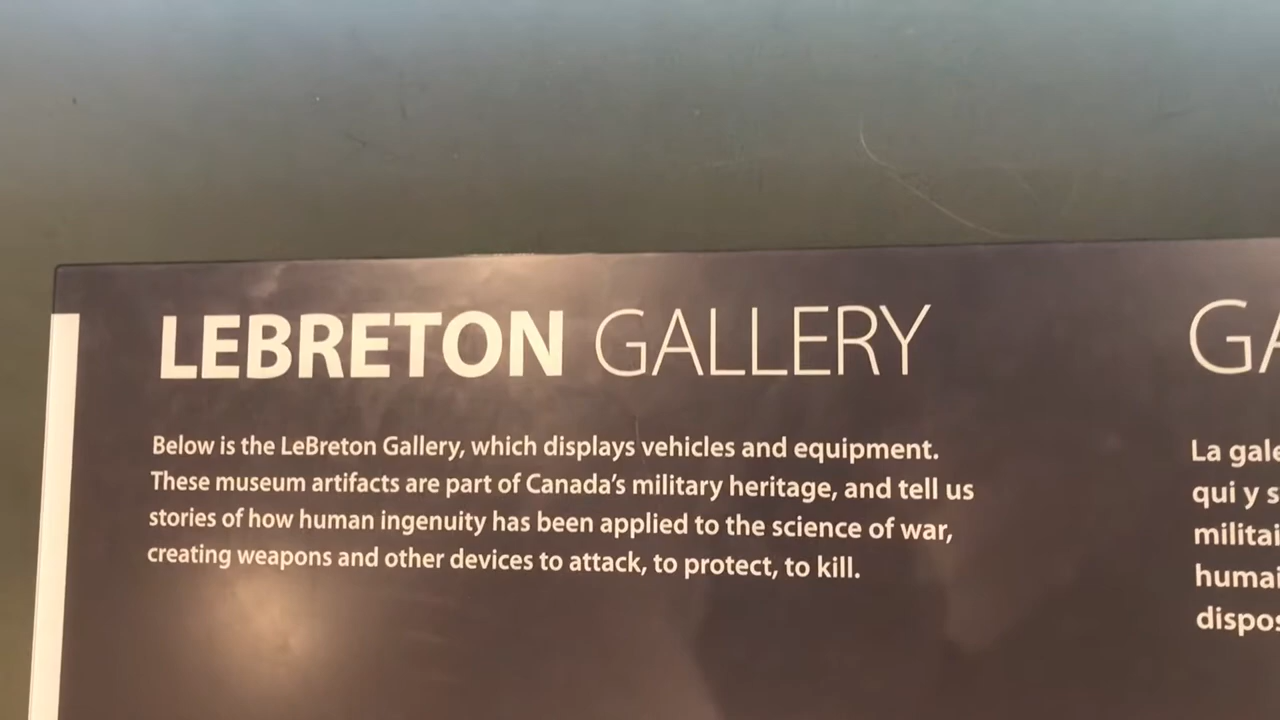 LEBRETON GALLERY
Below is the LeBreton Gallery, which displays vehicles and equipment.
These museum artifacts are part of Canada's military heritage, and tell us
stories of how human ingenuity has been applied to the science of war,
creating weapons and other devices to attack, to protect, to kill.
La
qui y